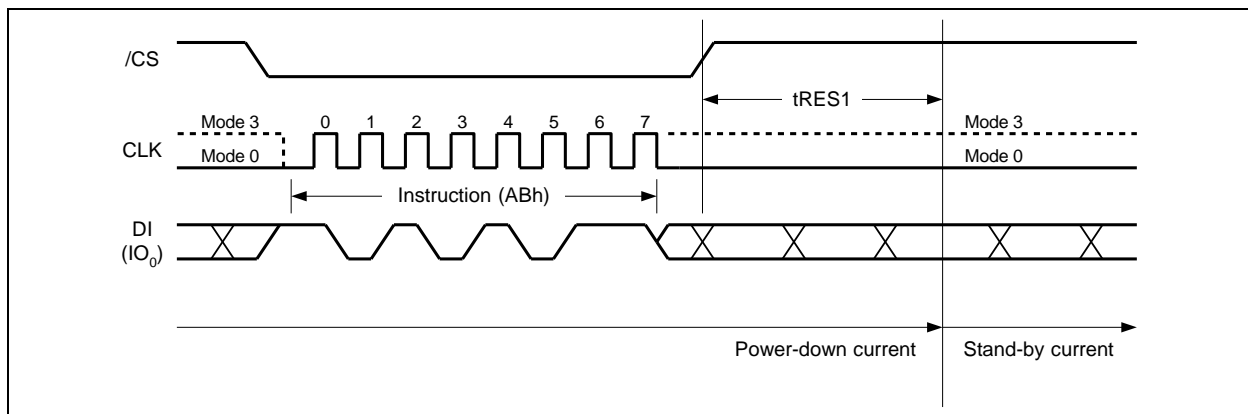 /CS
tRES1
Mode 3 0 1 2 3 4 5 6 7 Mode 3
CLK
Mode 0 Mode 0
Instruction (ABh)
DI
(IO0)
Power-down current Stand-by current